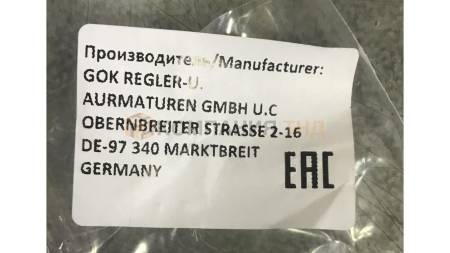 Производитель/Manufacturer:
GOK REGLER-U.
AURMATUREN GMBH U.C
OBERNBREITER STRASSE 2-16
DE-97 340 MARKTBREIT
GERMANY
EAC